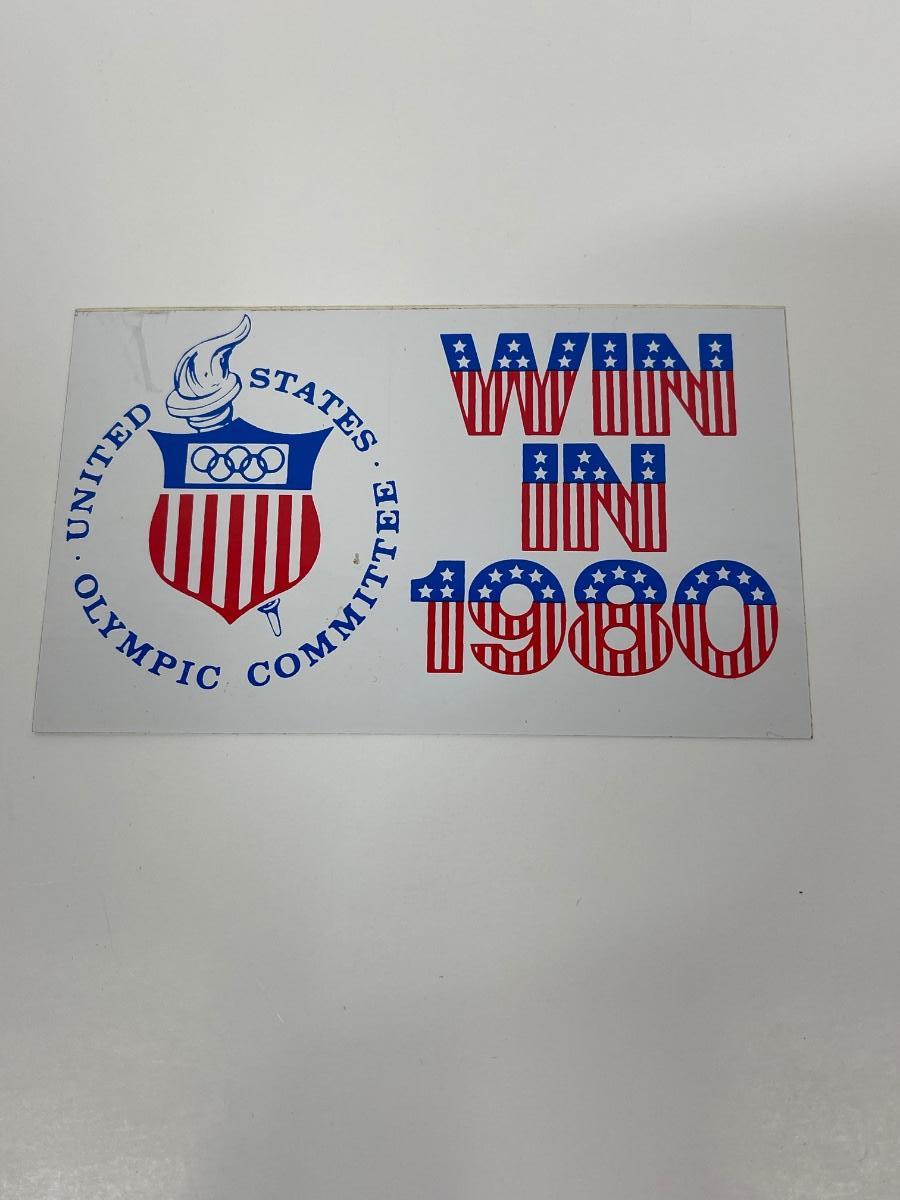 · UNITED STATES ·
OLYMPIC COMMITTEE
WIN
IN
1980